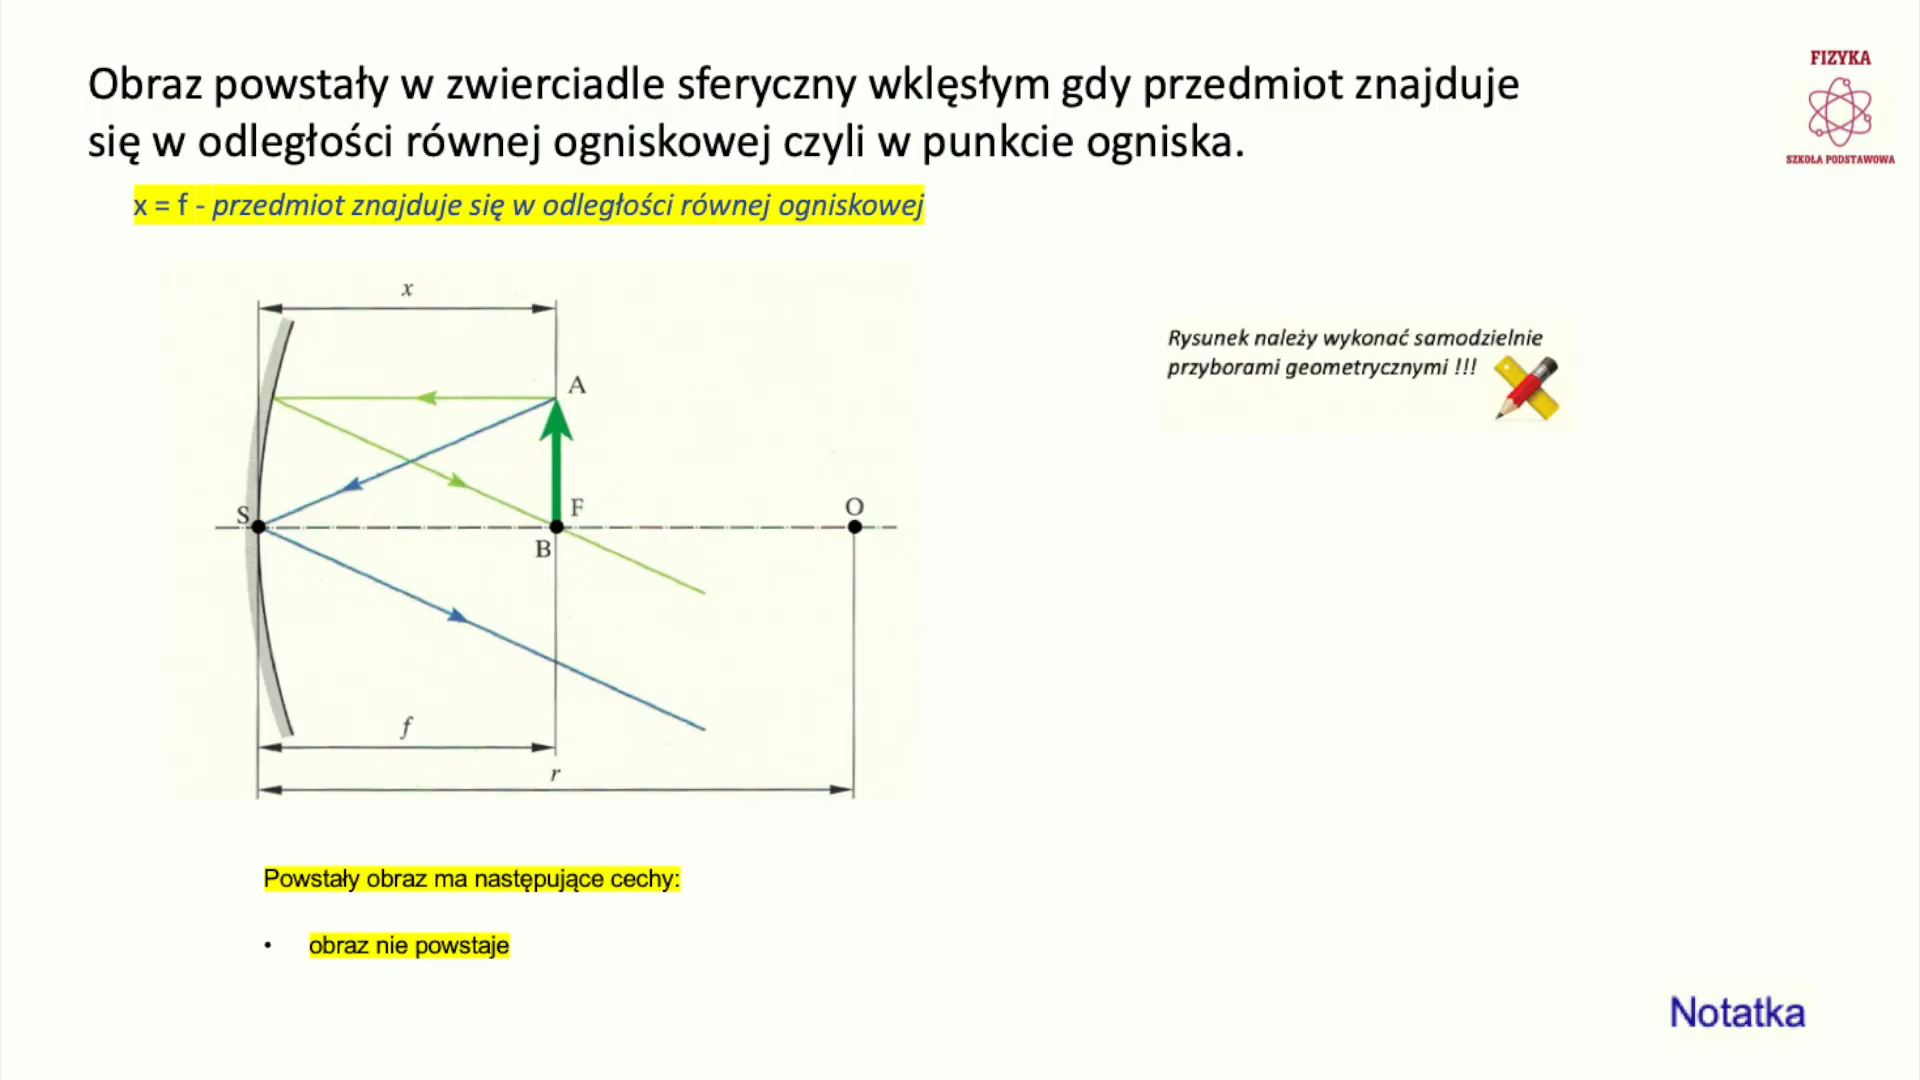 FIZYKA
SZKOŁA PODSTAWOWA
Obraz powstały w zwierciadle sferyczny wklęsłym gdy przedmiot znajduje
się w odległości równej ogniskowej czyli w punkcie ogniska.
x = f - przedmiot znajduje się w odległości równej ogniskowej
x
Rysunek należy wykonać samodzielnie
przyborami geometrycznymi !!!
A
S
F
O
B
f
r
Powstały obraz ma następujące cechy:
• obraz nie powstaje
Notatka